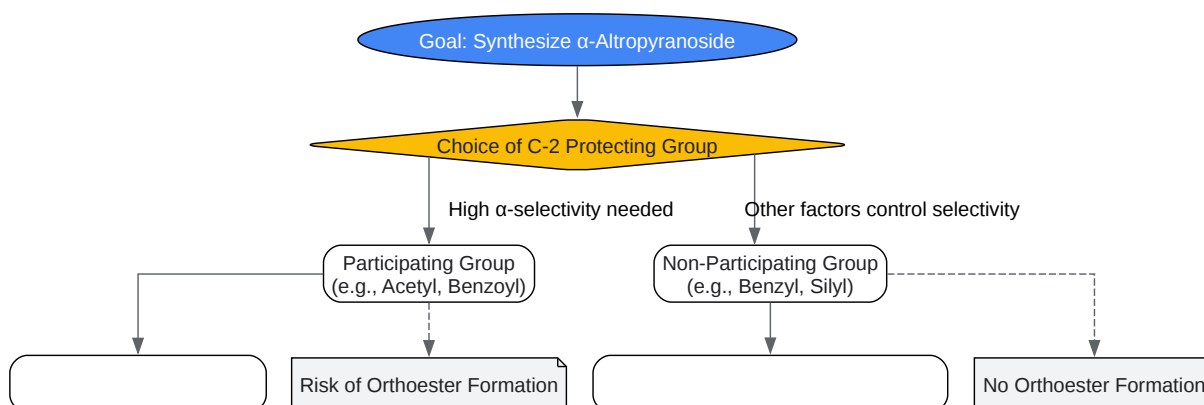 Goal: Synthesize α-Altropyranoside
Choice of C-2 Protecting Group
High α-selectivity needed
Other factors control selectivity
Participating Group
(e.g., Acetyl, Benzoyl)
Non-Participating Group
(e.g., Benzyl, Silyl)
Risk of Orthoester Formation
No Orthoester Formation